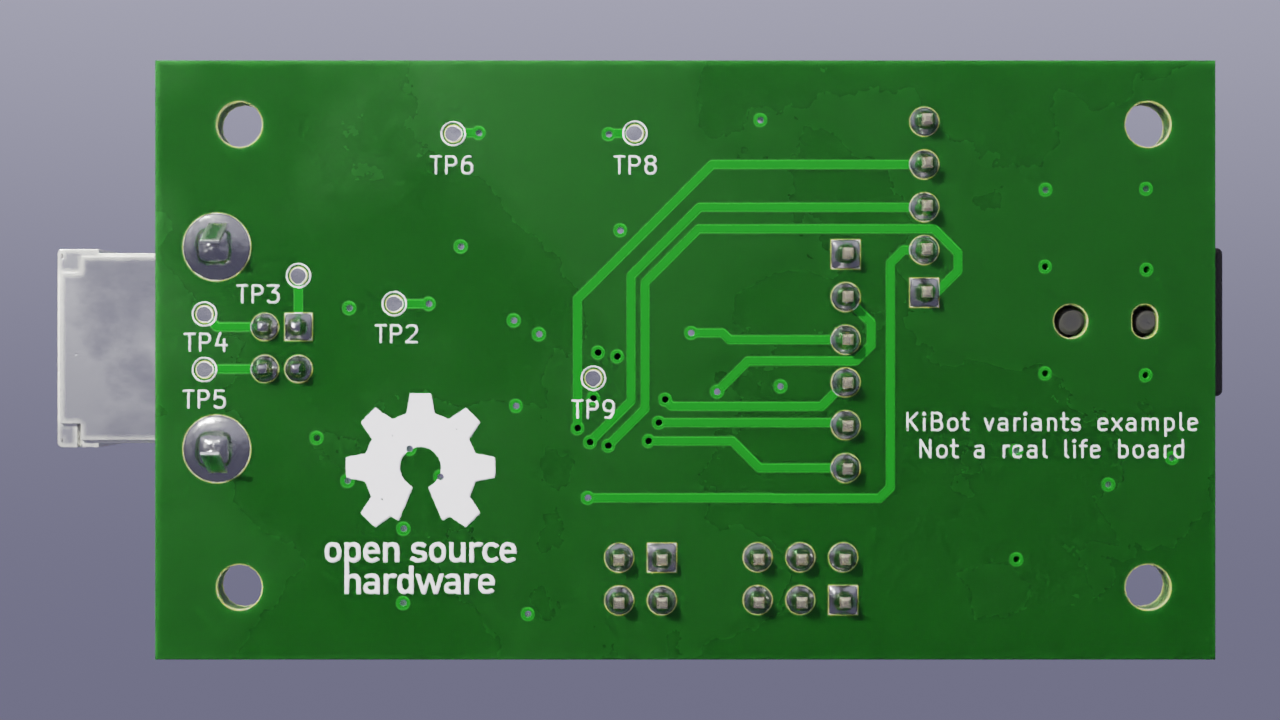 TP6
TP8
TP3
TP4
TP2
TP5
TP9
KiBot variants example
Not a real life board
open source
hardware